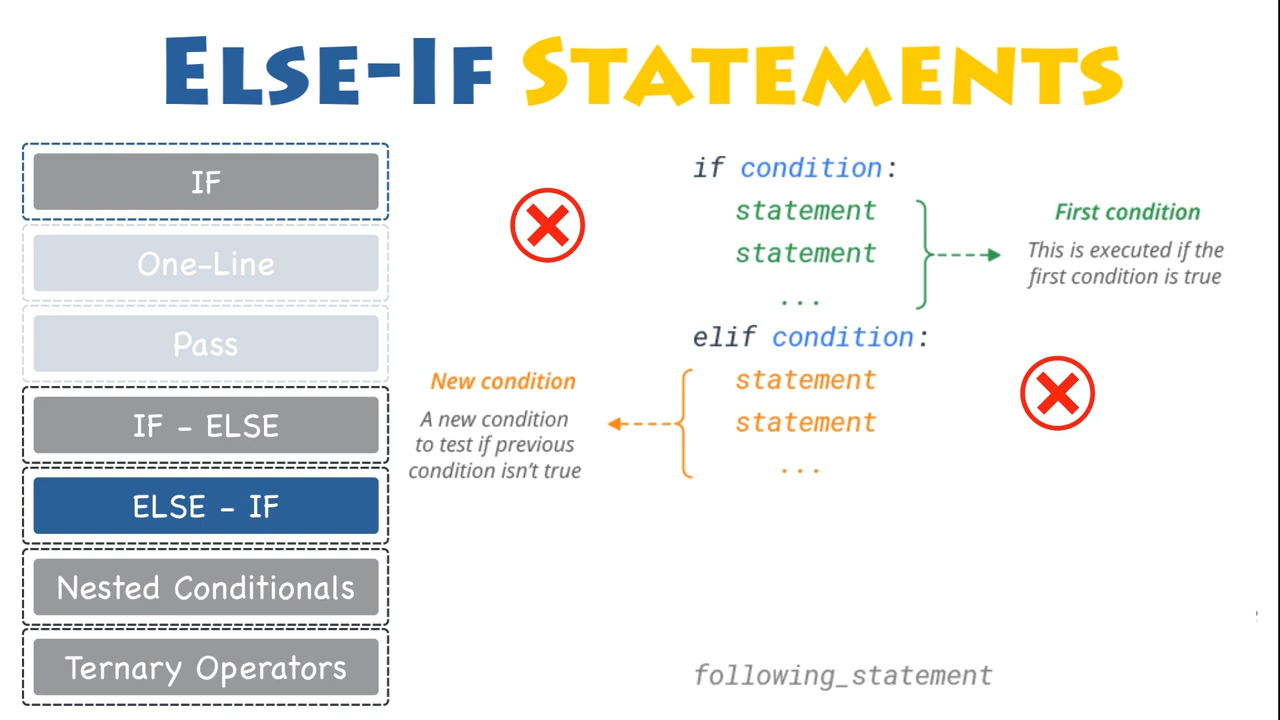 ELSE-IF STATEMENTS
IF
One-Line
Pass
IF - ELSE
ELSE - IF
Nested Conditionals
Ternary Operators
if condition:
statement
statement
...
First condition
This is executed if the
first condition is true
elif condition:
statement
statement
...
New condition
A new condition
to test if previous
condition isn't true
following_statement